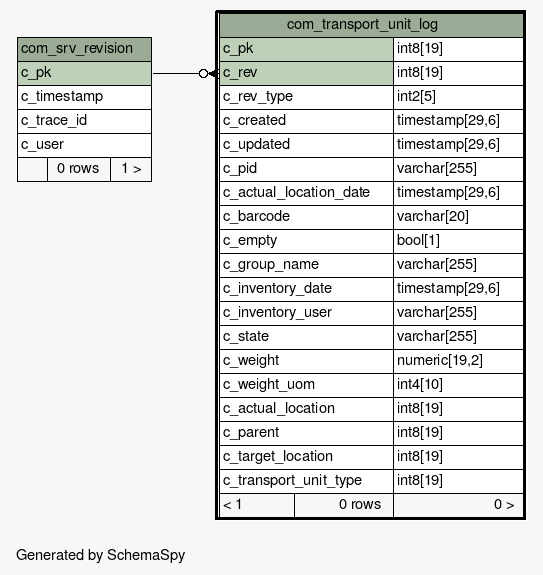 com_srv_revision
c_pk
c_timestamp
c_trace_id
c_user
0 rows 1 >
com_transport_unit_log
c_pk int8[19]
c_rev int8[19]
c_rev_type int2[5]
c_created timestamp[29,6]
c_updated timestamp[29,6]
c_pid varchar[255]
c_actual_location_date timestamp[29,6]
c_barcode varchar[20]
c_empty bool[1]
c_group_name varchar[255]
c_inventory_date timestamp[29,6]
c_inventory_user varchar[255]
c_state varchar[255]
c_weight numeric[19,2]
c_weight_uom int4[10]
c_actual_location int8[19]
c_parent int8[19]
c_target_location int8[19]
c_transport_unit_type int8[19]
< 1 0 rows 0 >
Generated by SchemaSpy